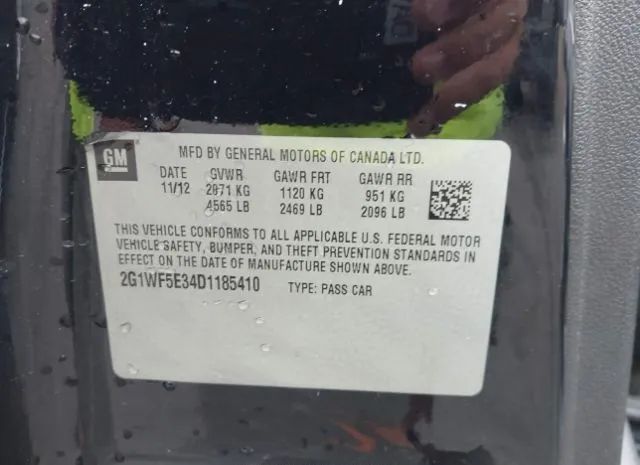 GM
MFD BY GENERAL MOTORS OF CANADA LTD.
DATE GVWR GAWR FRT GAWR RR
11/12 2071 KG 1120 KG 951 KG
4565 LB 2469 LB 2096 LB
THIS VEHICLE CONFORMS TO ALL APPLICABLE U.S. FEDERAL MOTOR
VEHICLE SAFETY, BUMPER, AND THEFT PREVENTION STANDARDS IN
EFFECT ON THE DATE OF MANUFACTURE SHOWN ABOVE.
2G1WF5E34D1185410 TYPE: PASS CAR